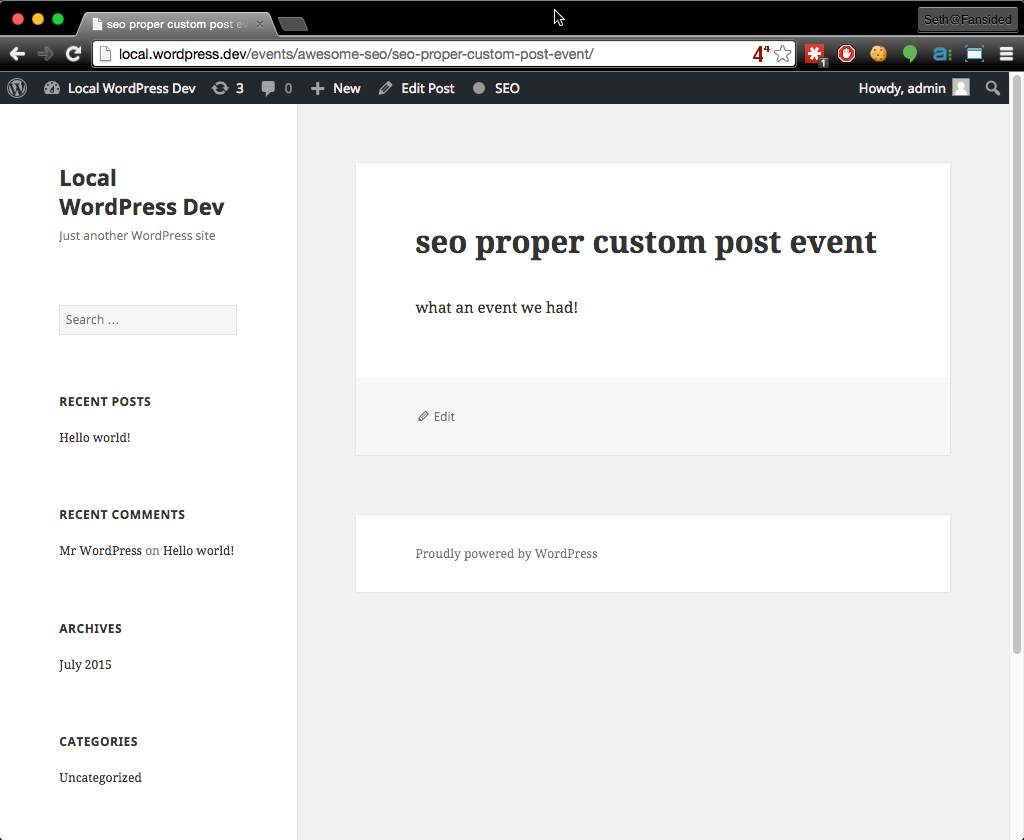 seo proper custom post ev
Seth@Fansided
local.wordpress.dev/events/awesome-seo/seo-proper-custom-post-event/
4 4
1
a:
Local WordPress Dev 3 0 New Edit Post SEO Howdy, admin
Local
WordPress Dev
Just another WordPress site
Search …
RECENT POSTS
Hello world!
RECENT COMMENTS
Mr WordPress on Hello world!
ARCHIVES
July 2015
CATEGORIES
Uncategorized
seo proper custom post event
what an event we had!
Edit
Proudly powered by WordPress